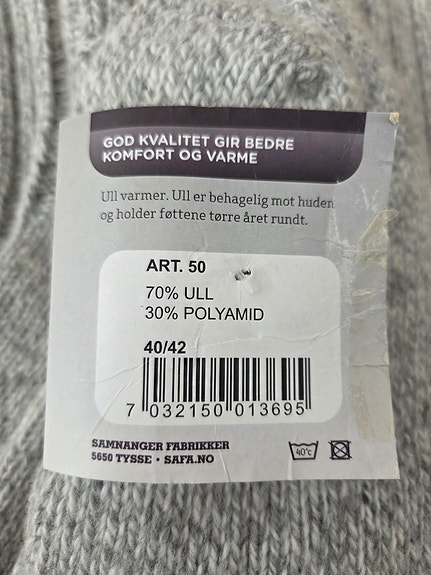 GOD KVALITET GIR BEDRE
KOMFORT OG VARME
Ull varmer. Ull er behagelig mot huden
og holder føttene tørre året rundt.
ART. 50
70% ULL
30% POLYAMID
40/42
7 032150 013695
SAMNANGER FABRIKKER
5650 TYSSE • SAFA.NO
40°C